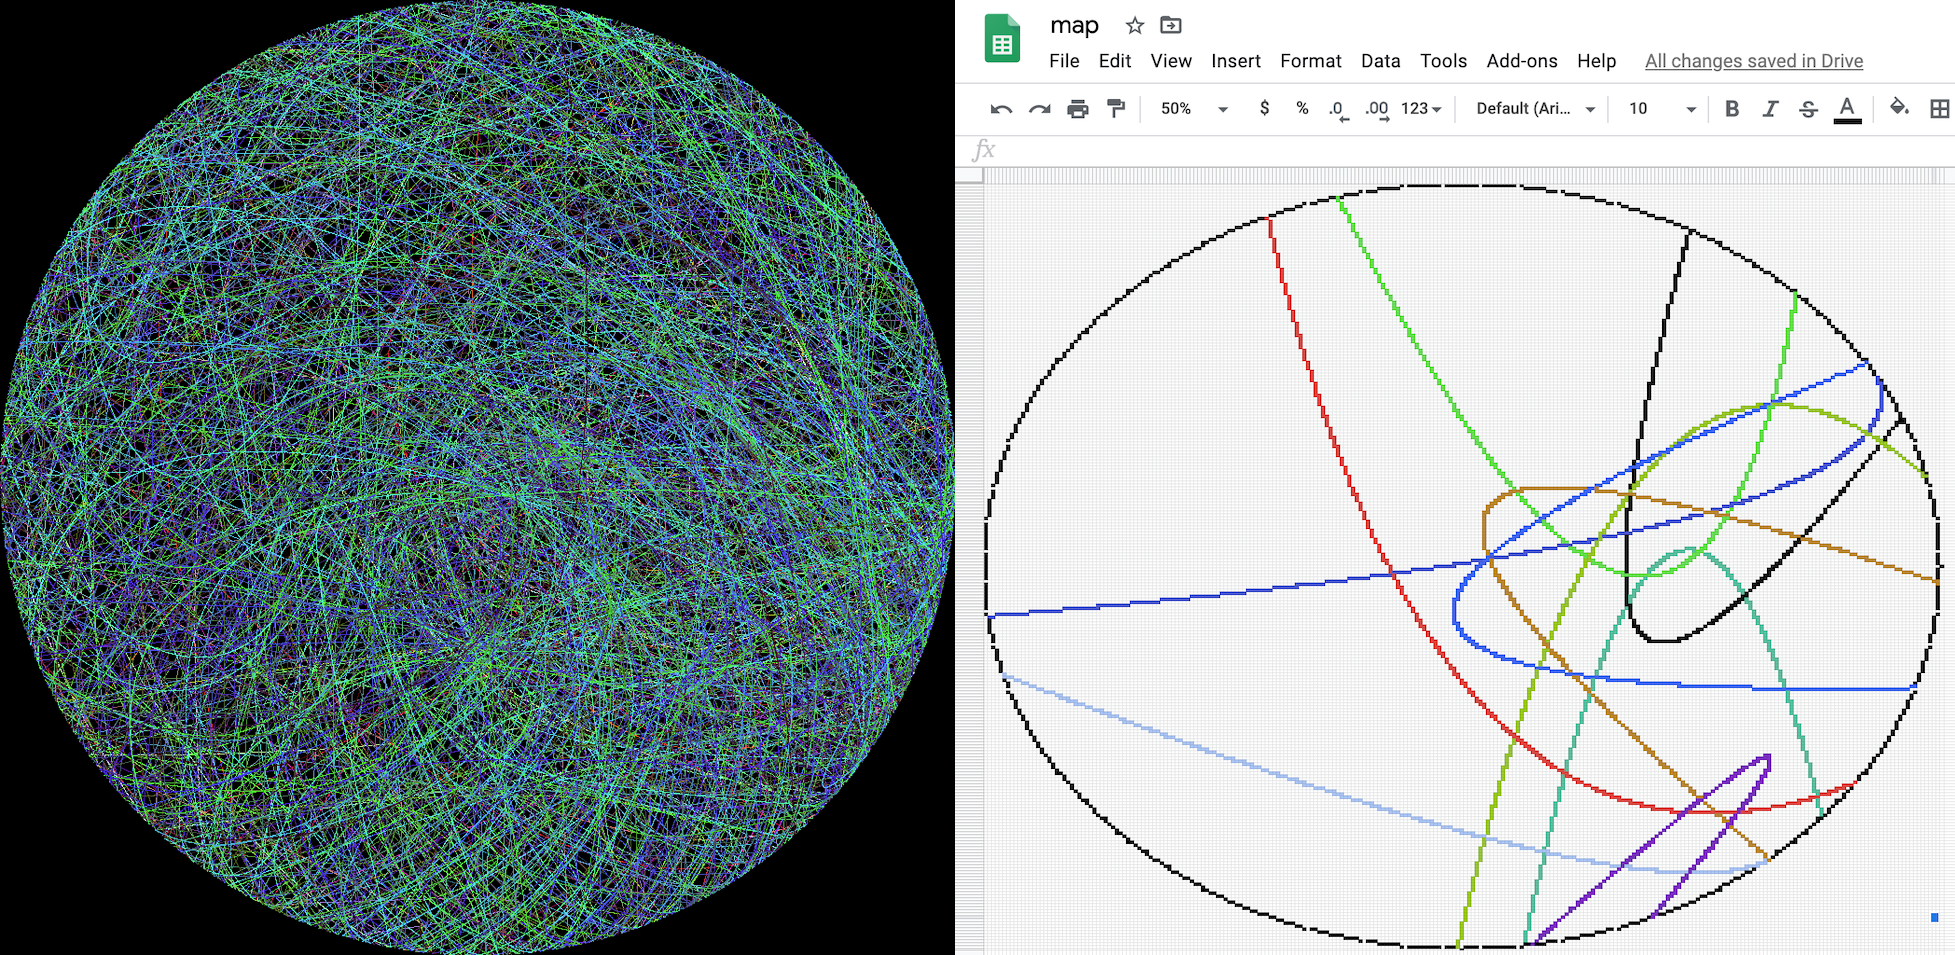 map
File Edit View Insert Format Data Tools Add-ons Help All changes saved in Drive
50% $ % .0 .00 123 Default (Ari... 10 B I S A
fx